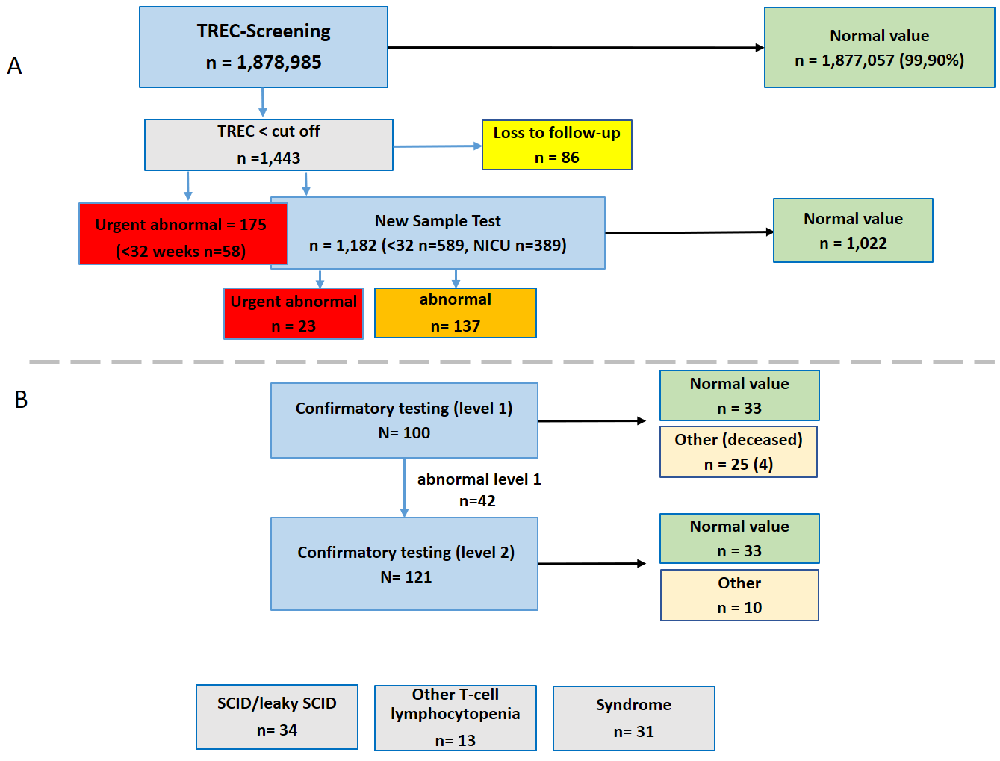 A
TREC-Screening
n = 1,878,985
Normal value
n = 1,877,057 (99,90%)
TREC < cut off
n =1,443
Loss to follow-up
n = 86
Urgent abnormal = 175
(<32 weeks n=58)
New Sample Test
n = 1,182 (<32 n=589, NICU n=389)
Normal value
n = 1,022
Urgent abnormal
n = 23
abnormal
n= 137
B
Confirmatory testing (level 1)
N= 100
Normal value
n = 33
Other (deceased)
n = 25 (4)
abnormal level 1
n=42
Confirmatory testing (level 2)
N= 121
Normal value
n = 33
Other
n = 10
SCID/leaky SCID
n= 34
Other T-cell
lymphocytopenia
n= 13
Syndrome
n= 31